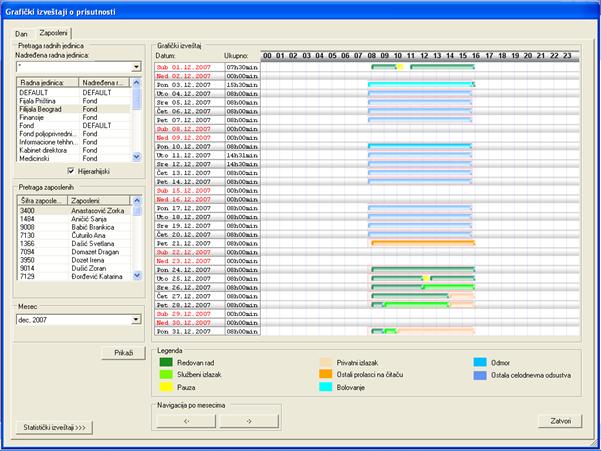 Grafički izveštaji o prisutnosti
Dan Zaposleni
Pretraga radnih jedinica
Nadređena radna jedinica:
*
Radna jedinica: Nadređena r...
DEFAULT DEFAULT
Fijala Priština Fond
Filijala Beograd Fond
Finansije Fond
Fond DEFAULT
Fond poljoprivredni... Fond
Informacione tehn... Fond
Kabinet direktora Fond
Medicinski Fond
Hijerarhijski
Pretraga zaposlenih
Šifra zaposle... Zaposleni:
3400 Anastasović Zorka
1484 Aničić Sanja
9008 Babić Brankica
7130 Čuturilo Ana
1366 Dašić Svetlana
7094 Domazet Dragan
3950 Dozet Irena
9014 Dušić Zoran
7129 Đorđević Katarina
Mesec
dec, 2007
Prikaži
Statistički izveštaji >>>
Grafički izveštaj
Datum: Ukupno: 00 01 02 03 04 05 06 07 08 09 10 11 12 13 14 15 16 17 18 19 20 21 22 23
Sub 01.12.2007 07h30min
Ned 02.12.2007 00h00min
Pon 03.12.2007 15h30min
Uto 04.12.2007 08h00min
Sre 05.12.2007 08h00min
Čet 06.12.2007 08h00min
Pet 07.12.2007 08h00min
Sub 08.12.2007 00h00min
Ned 09.12.2007 00h00min
Pon 10.12.2007 08h00min
Uto 11.12.2007 14h31min
Sre 12.12.2007 14h30min
Čet 13.12.2007 08h00min
Pet 14.12.2007 08h00min
Sub 15.12.2007 00h00min
Ned 16.12.2007 00h00min
Pon 17.12.2007 08h00min
Uto 18.12.2007 08h00min
Sre 19.12.2007 08h00min
Čet 20.12.2007 08h00min
Pet 21.12.2007 08h00min
Sub 22.12.2007 00h00min
Ned 23.12.2007 00h00min
Pon 24.12.2007 08h00min
Uto 25.12.2007 08h00min
Sre 26.12.2007 08h00min
Čet 27.12.2007 08h00min
Pet 28.12.2007 08h00min
Sub 29.12.2007 00h00min
Ned 30.12.2007 00h00min
Pon 31.12.2007 08h00min
Legenda
Redovan rad Privatni izlazak Odmor
Službeni izlazak Ostali prolasci na čitaču Ostala celodnevna odsustva
Pauza Bolovanje
Navigacija po mesecima
<- ->
Zatvori